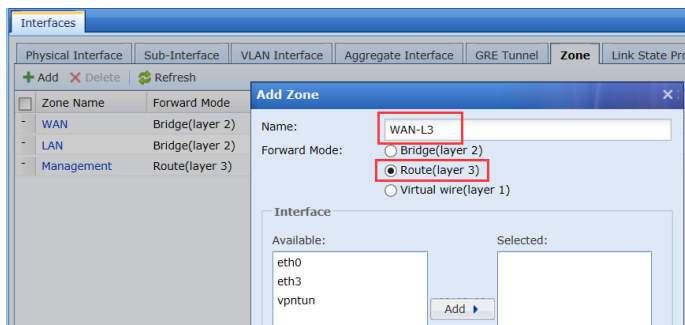 Interfaces
Physical Interface Sub-Interface VLAN Interface Aggregate Interface GRE Tunnel Zone Link State Pro
Add Delete Refresh
Zone Name Forward Mode
WAN Bridge(layer 2)
LAN Bridge(layer 2)
Management Route(layer 3)
Add Zone
Name: WAN-L3
Forward Mode: Bridge(layer 2)
Route(layer 3)
Virtual wire(layer 1)
Interface
Available: Selected:
eth0
eth3
vpntun
Add